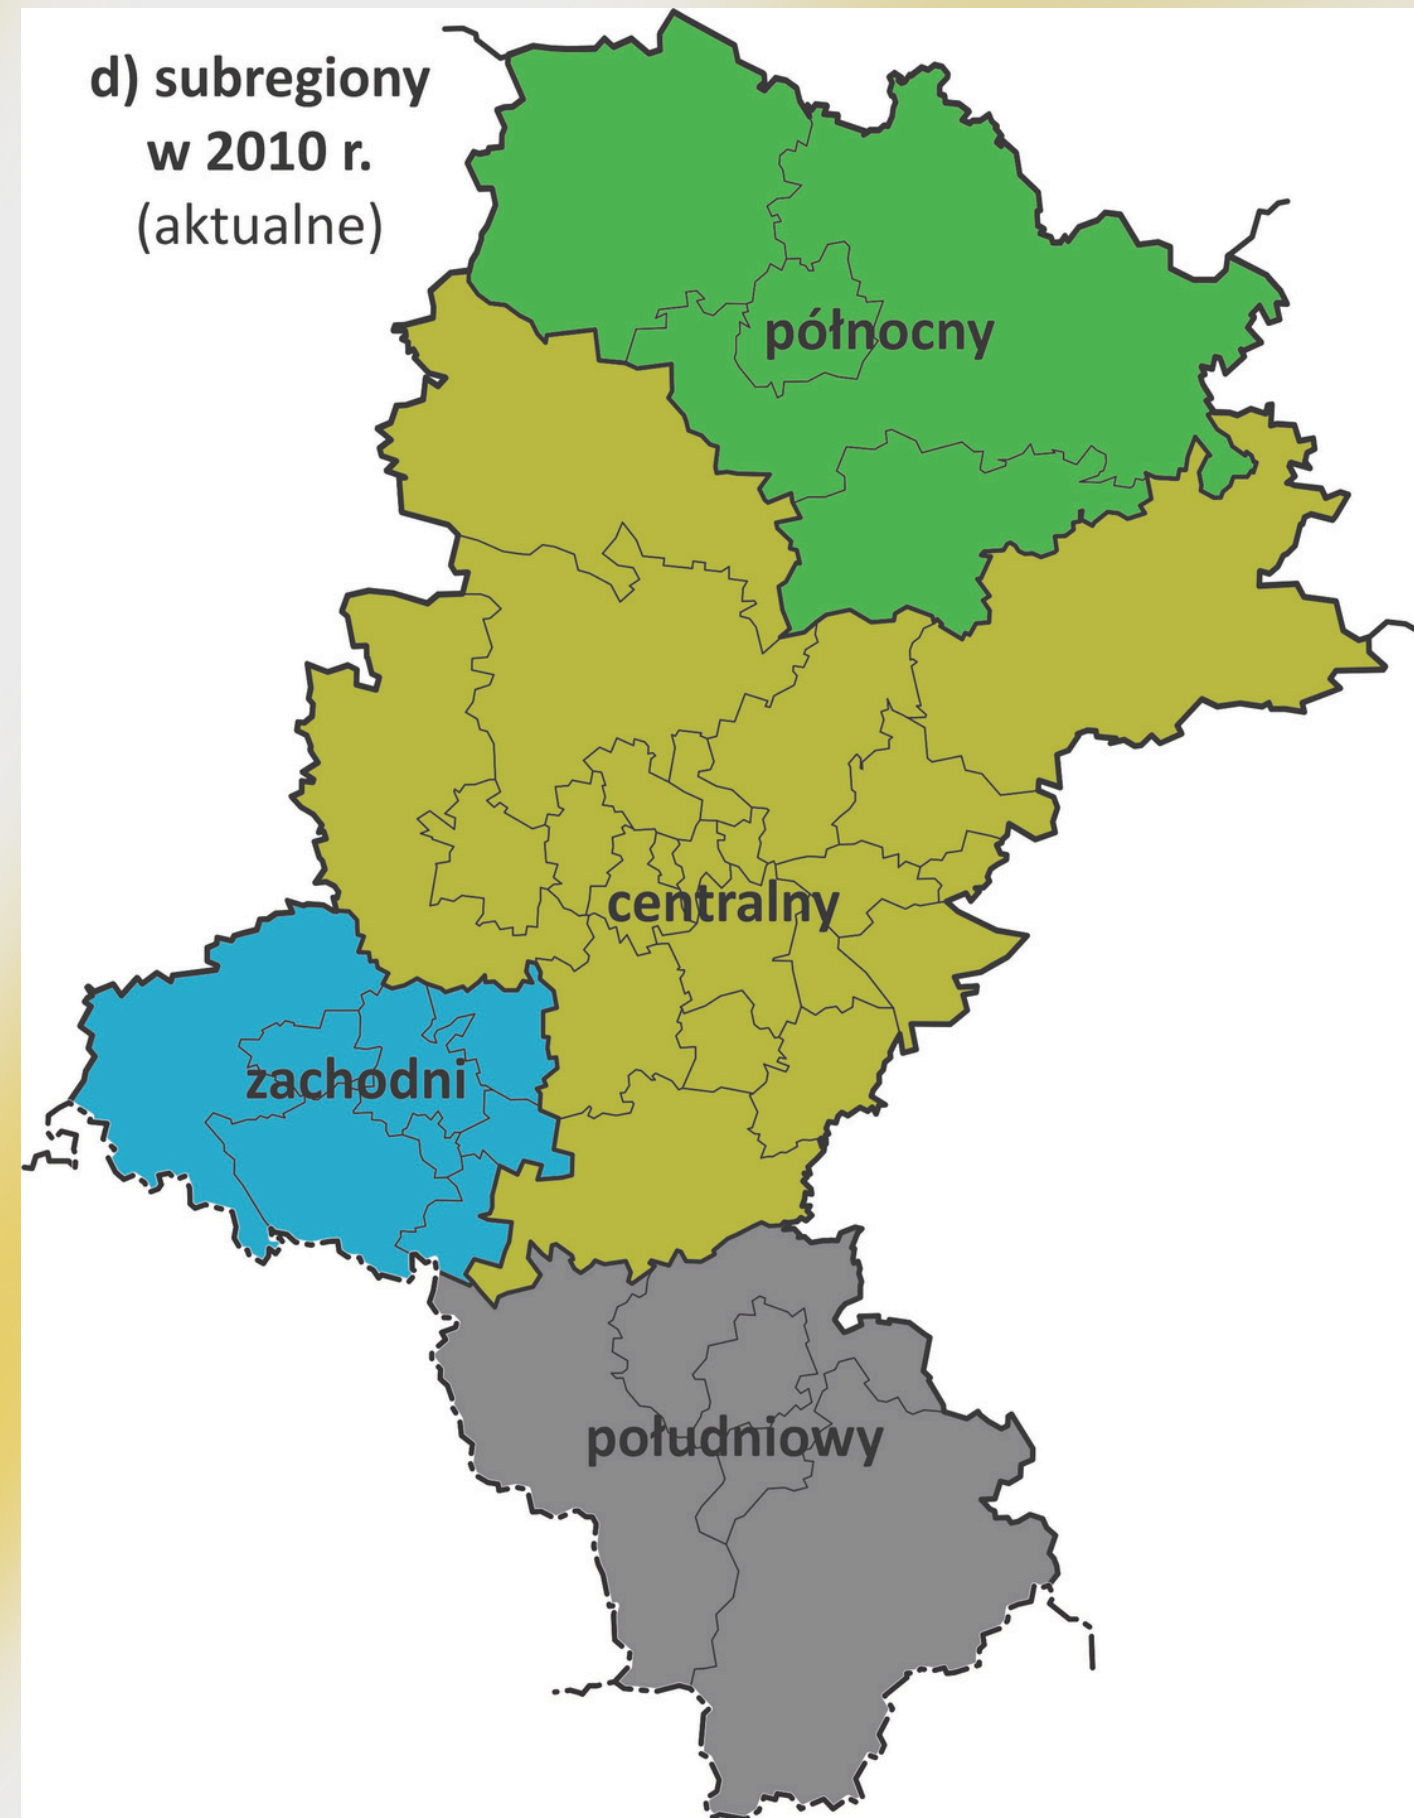 d) subregiony
w 2010 r.
(aktualne)
północny
centralny
zachodni
południowy